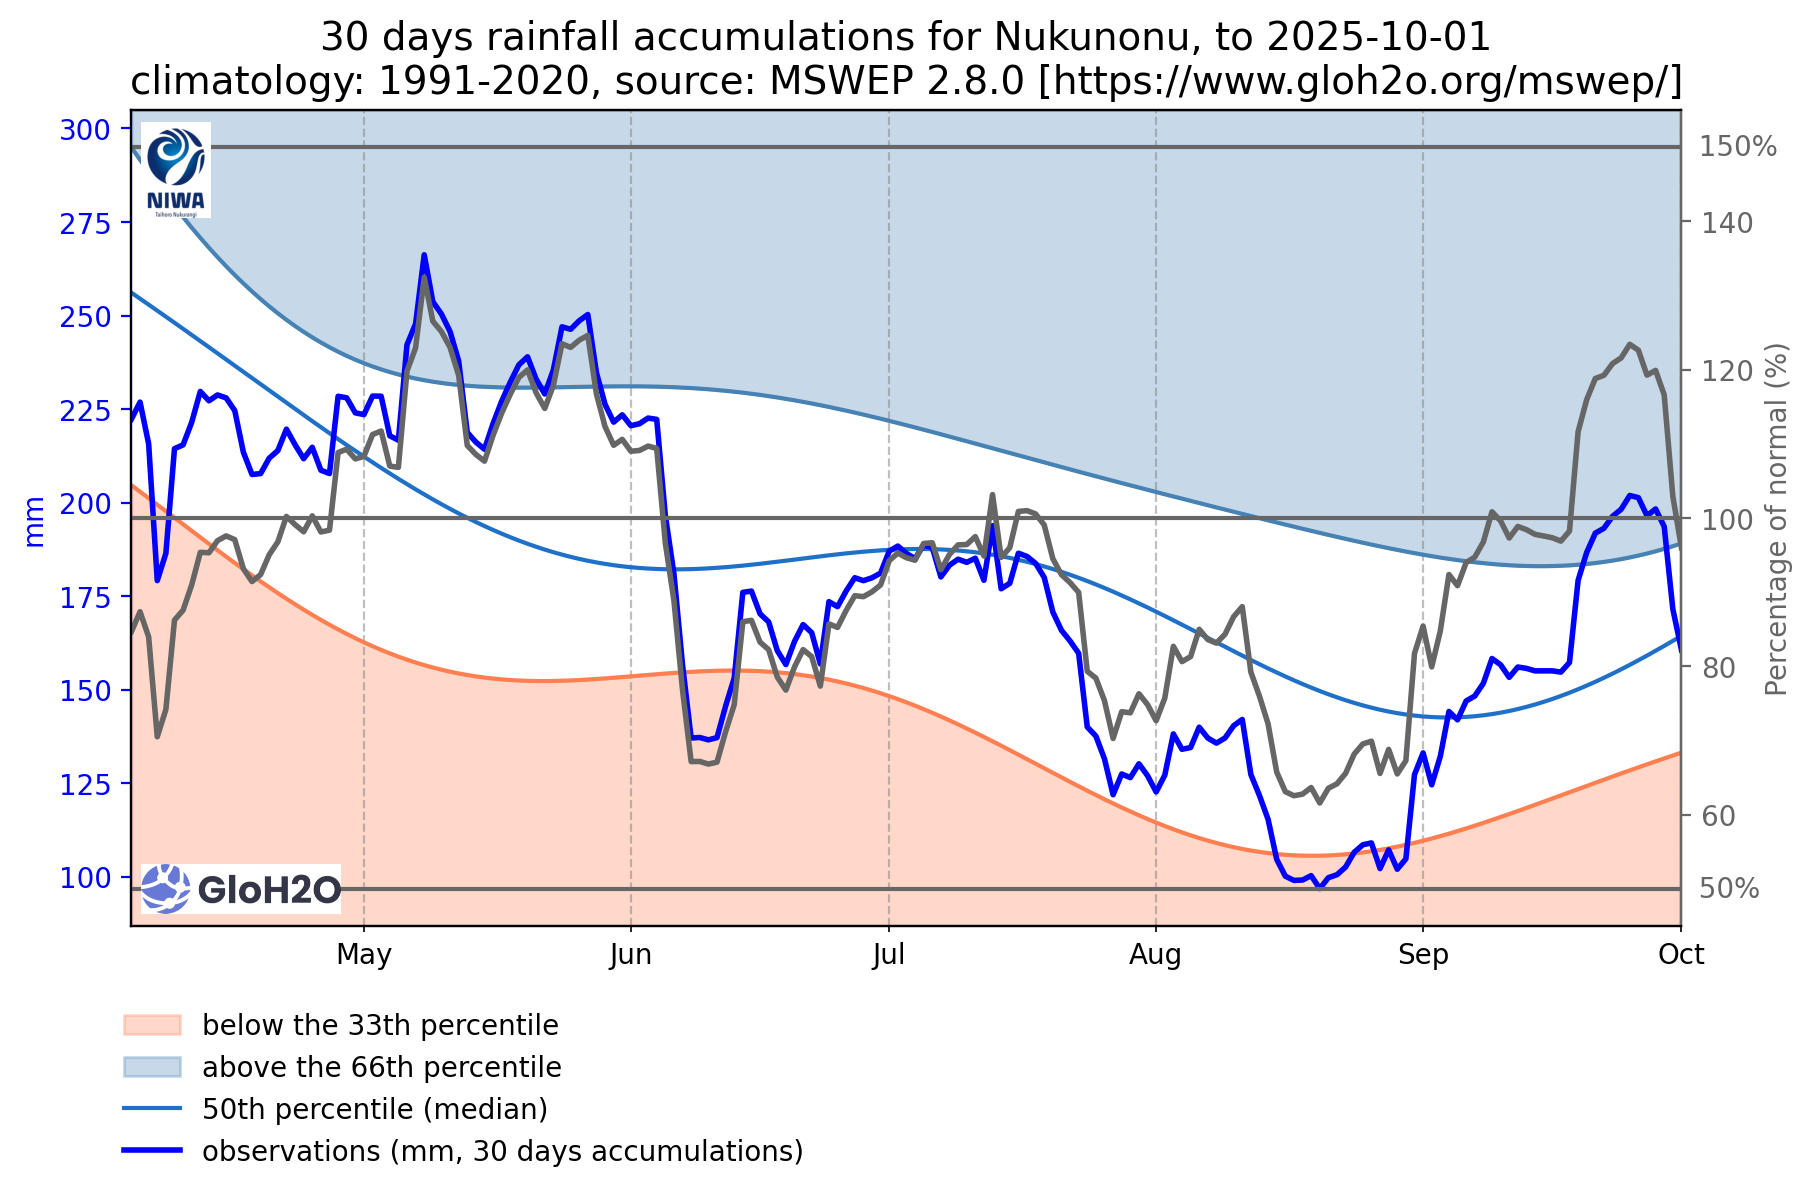 30 days rainfall accumulations for Nukunonu, to 2025-10-01
climatology: 1991-2020, source: MSWEP 2.8.0 [https://www.gloh2o.org/mswep/]
300
275
250
225
200
175
150
125
100
mm
NIWA
Taihoro Nukurangi
GloH2O
150%
140
120
100
80
60
50%
Percentage of normal (%)
May
Jun
Jul
Aug
Sep
Oct
below the 33th percentile
above the 66th percentile
50th percentile (median)
observations (mm, 30 days accumulations)